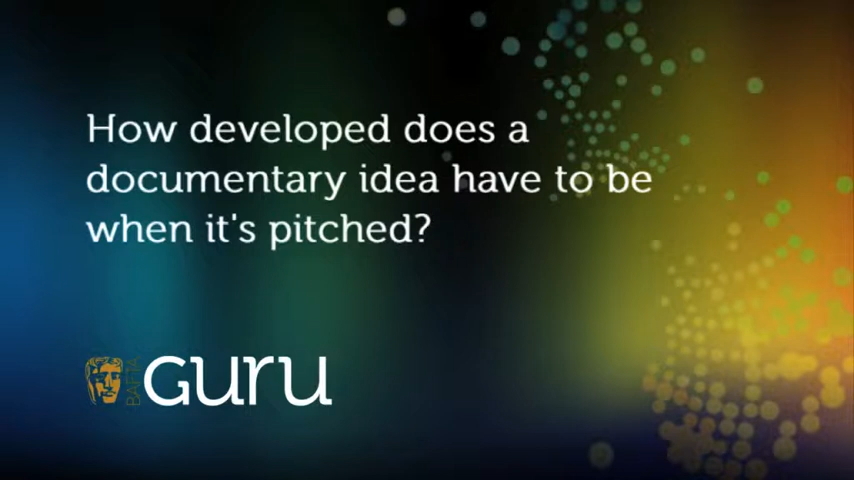 How developed does a
documentary idea have to be
when it's pitched?
BAFTA
GURU